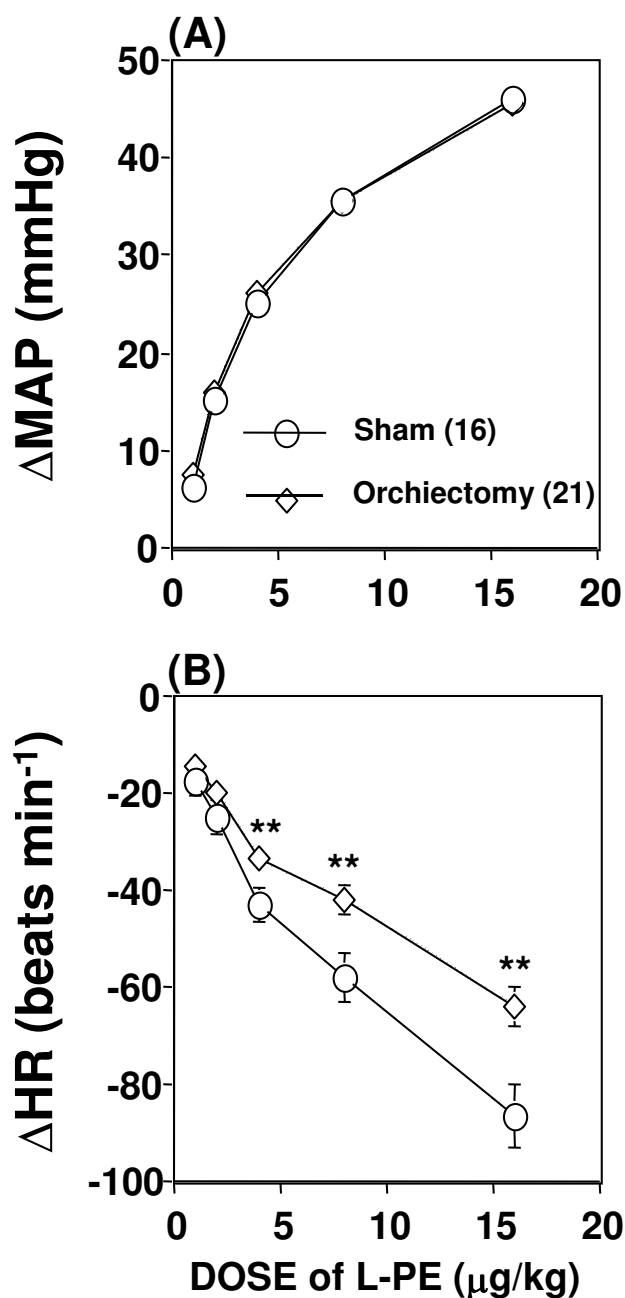 (A)
ΔMAP (mmHg)
50
40
30
20
10
0
Sham (16)
Orchiectomy (21)
0 5 10 15 20
(B)
ΔHR (beats min-1)
0
-20
-40
-60
-80
-100
**
**
**
0 5 10 15 20
DOSE of L-PE (μg/kg)